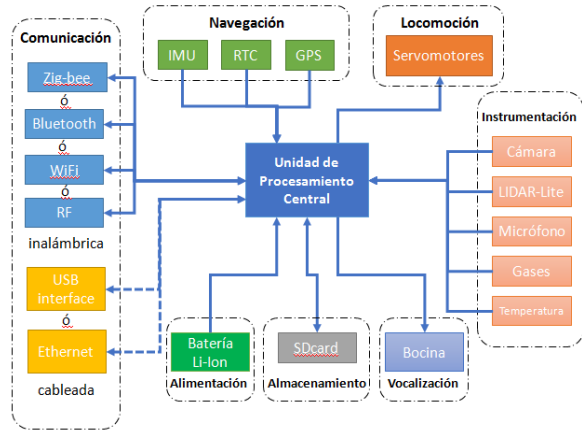 Comunicación
Zig-bee
ó
Bluetooth
ó
WiFi
ó
RF
inalámbrica
USB
interface
ó
Ethernet
cableada
Navegación
IMU
RTC
GPS
Locomoción
Servomotores
Unidad de
Procesamiento
Central
Instrumentación
Cámara
LIDAR-Lite
Micrófono
Gases
Temperatura
Batería
Li-Ion
Alimentación
SDcard
Almacenamiento
Bocina
Vocalización